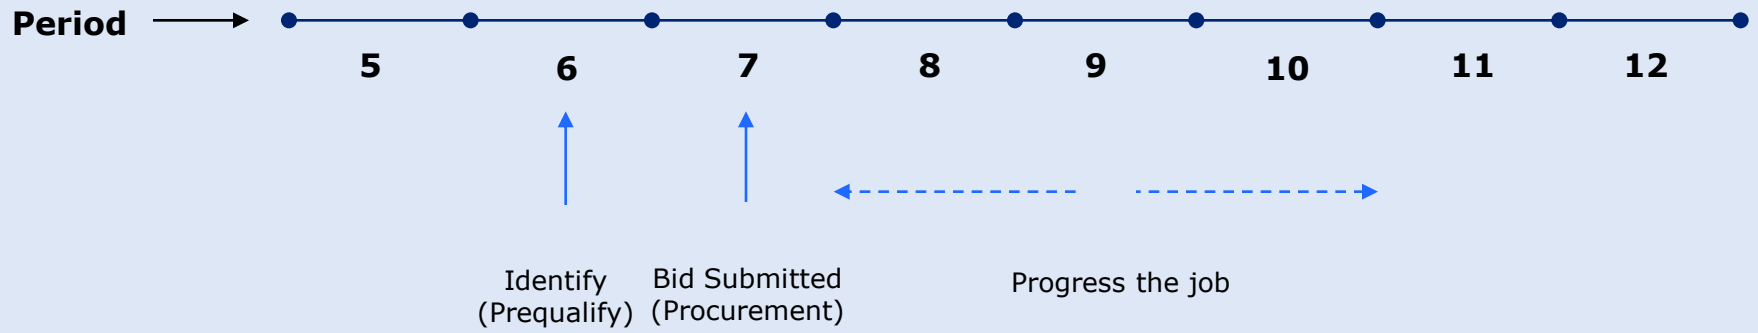 Period
5 6 7 8 9 10 11 12
Identify
(Prequalify)
Bid Submitted
(Procurement)
Progress the job